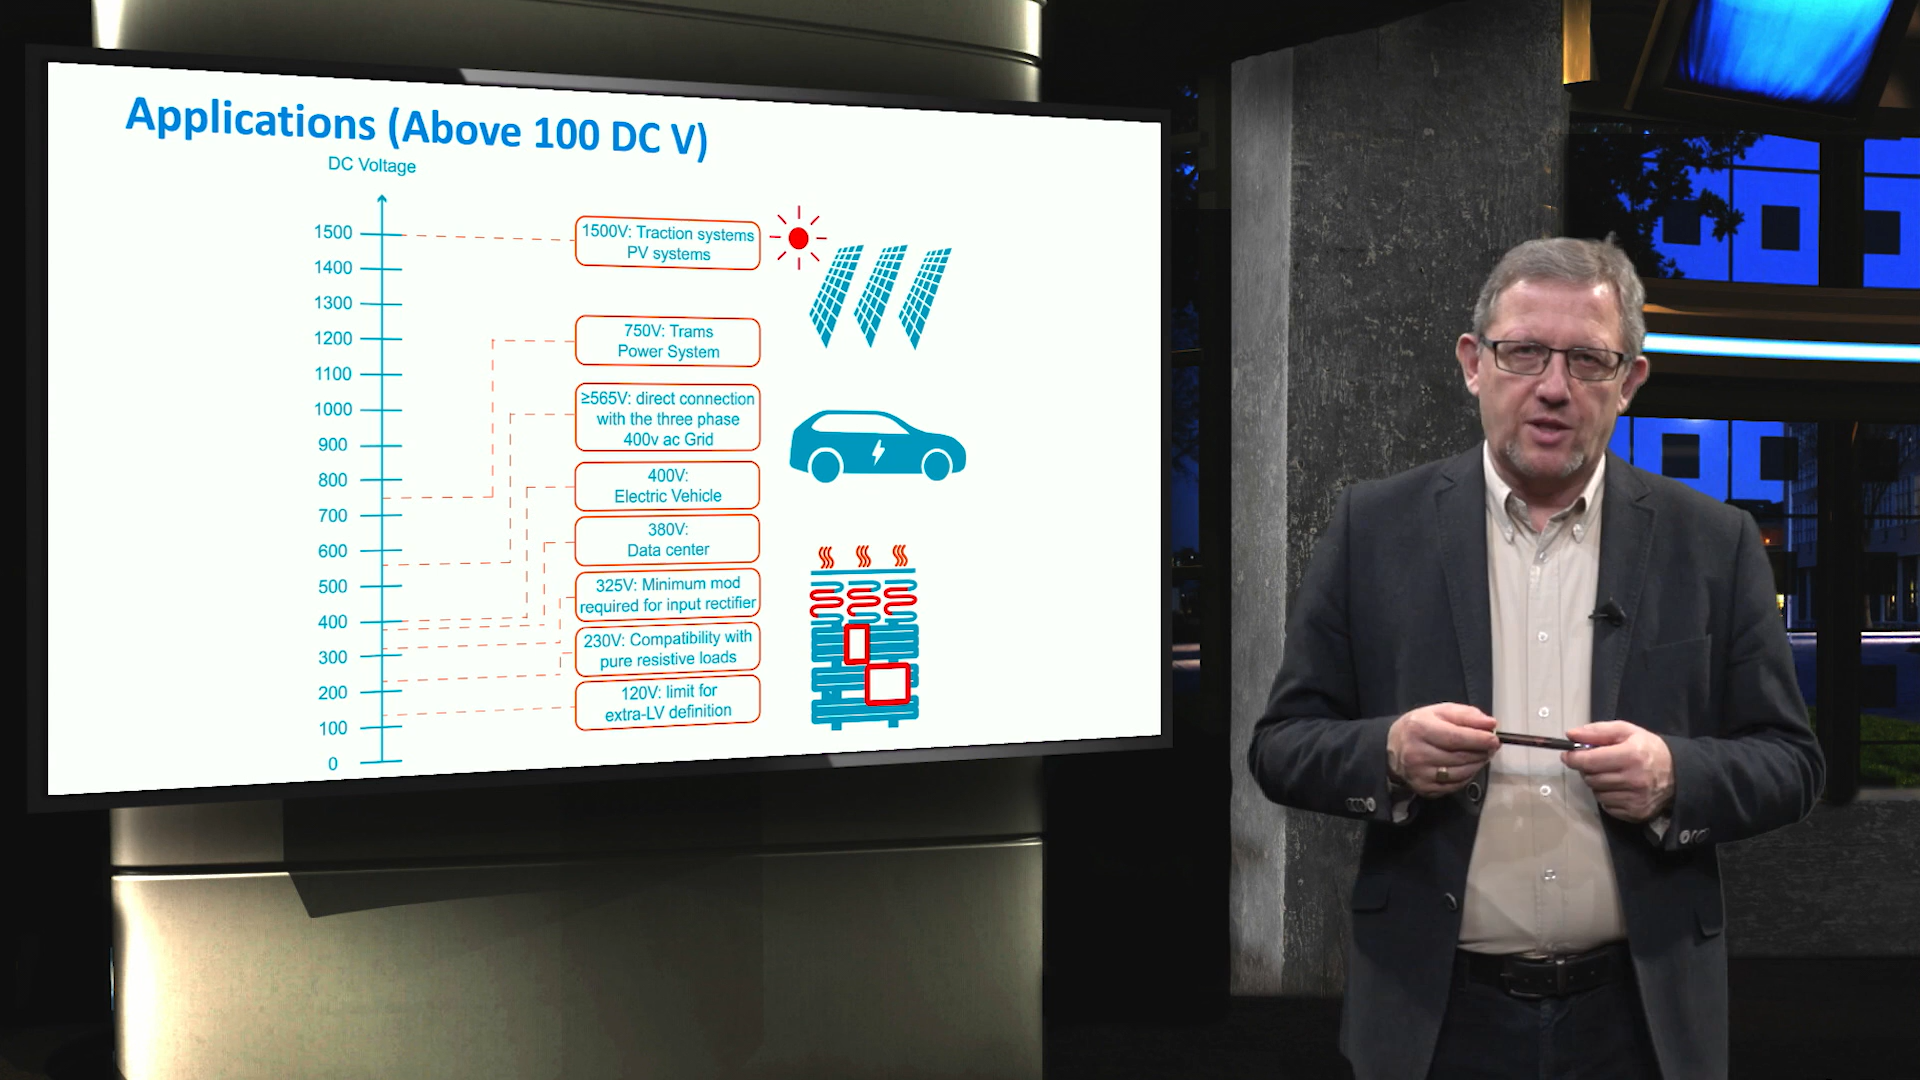 Applications (Above 100 DC V)
DC Voltage
1500
1400
1300
1200
1100
1000
900
800
700
600
500
400
300
200
100
0
1500V: Traction systems
PV systems
750V: Trams
Power System
≥565V: direct connection
with the three phase
400v ac Grid
400V:
Electric Vehicle
380V:
Data center
325V: Minimum mod
required for input rectifier
230V: Compatibility with
pure resistive loads
120V: limit for
extra-LV definition